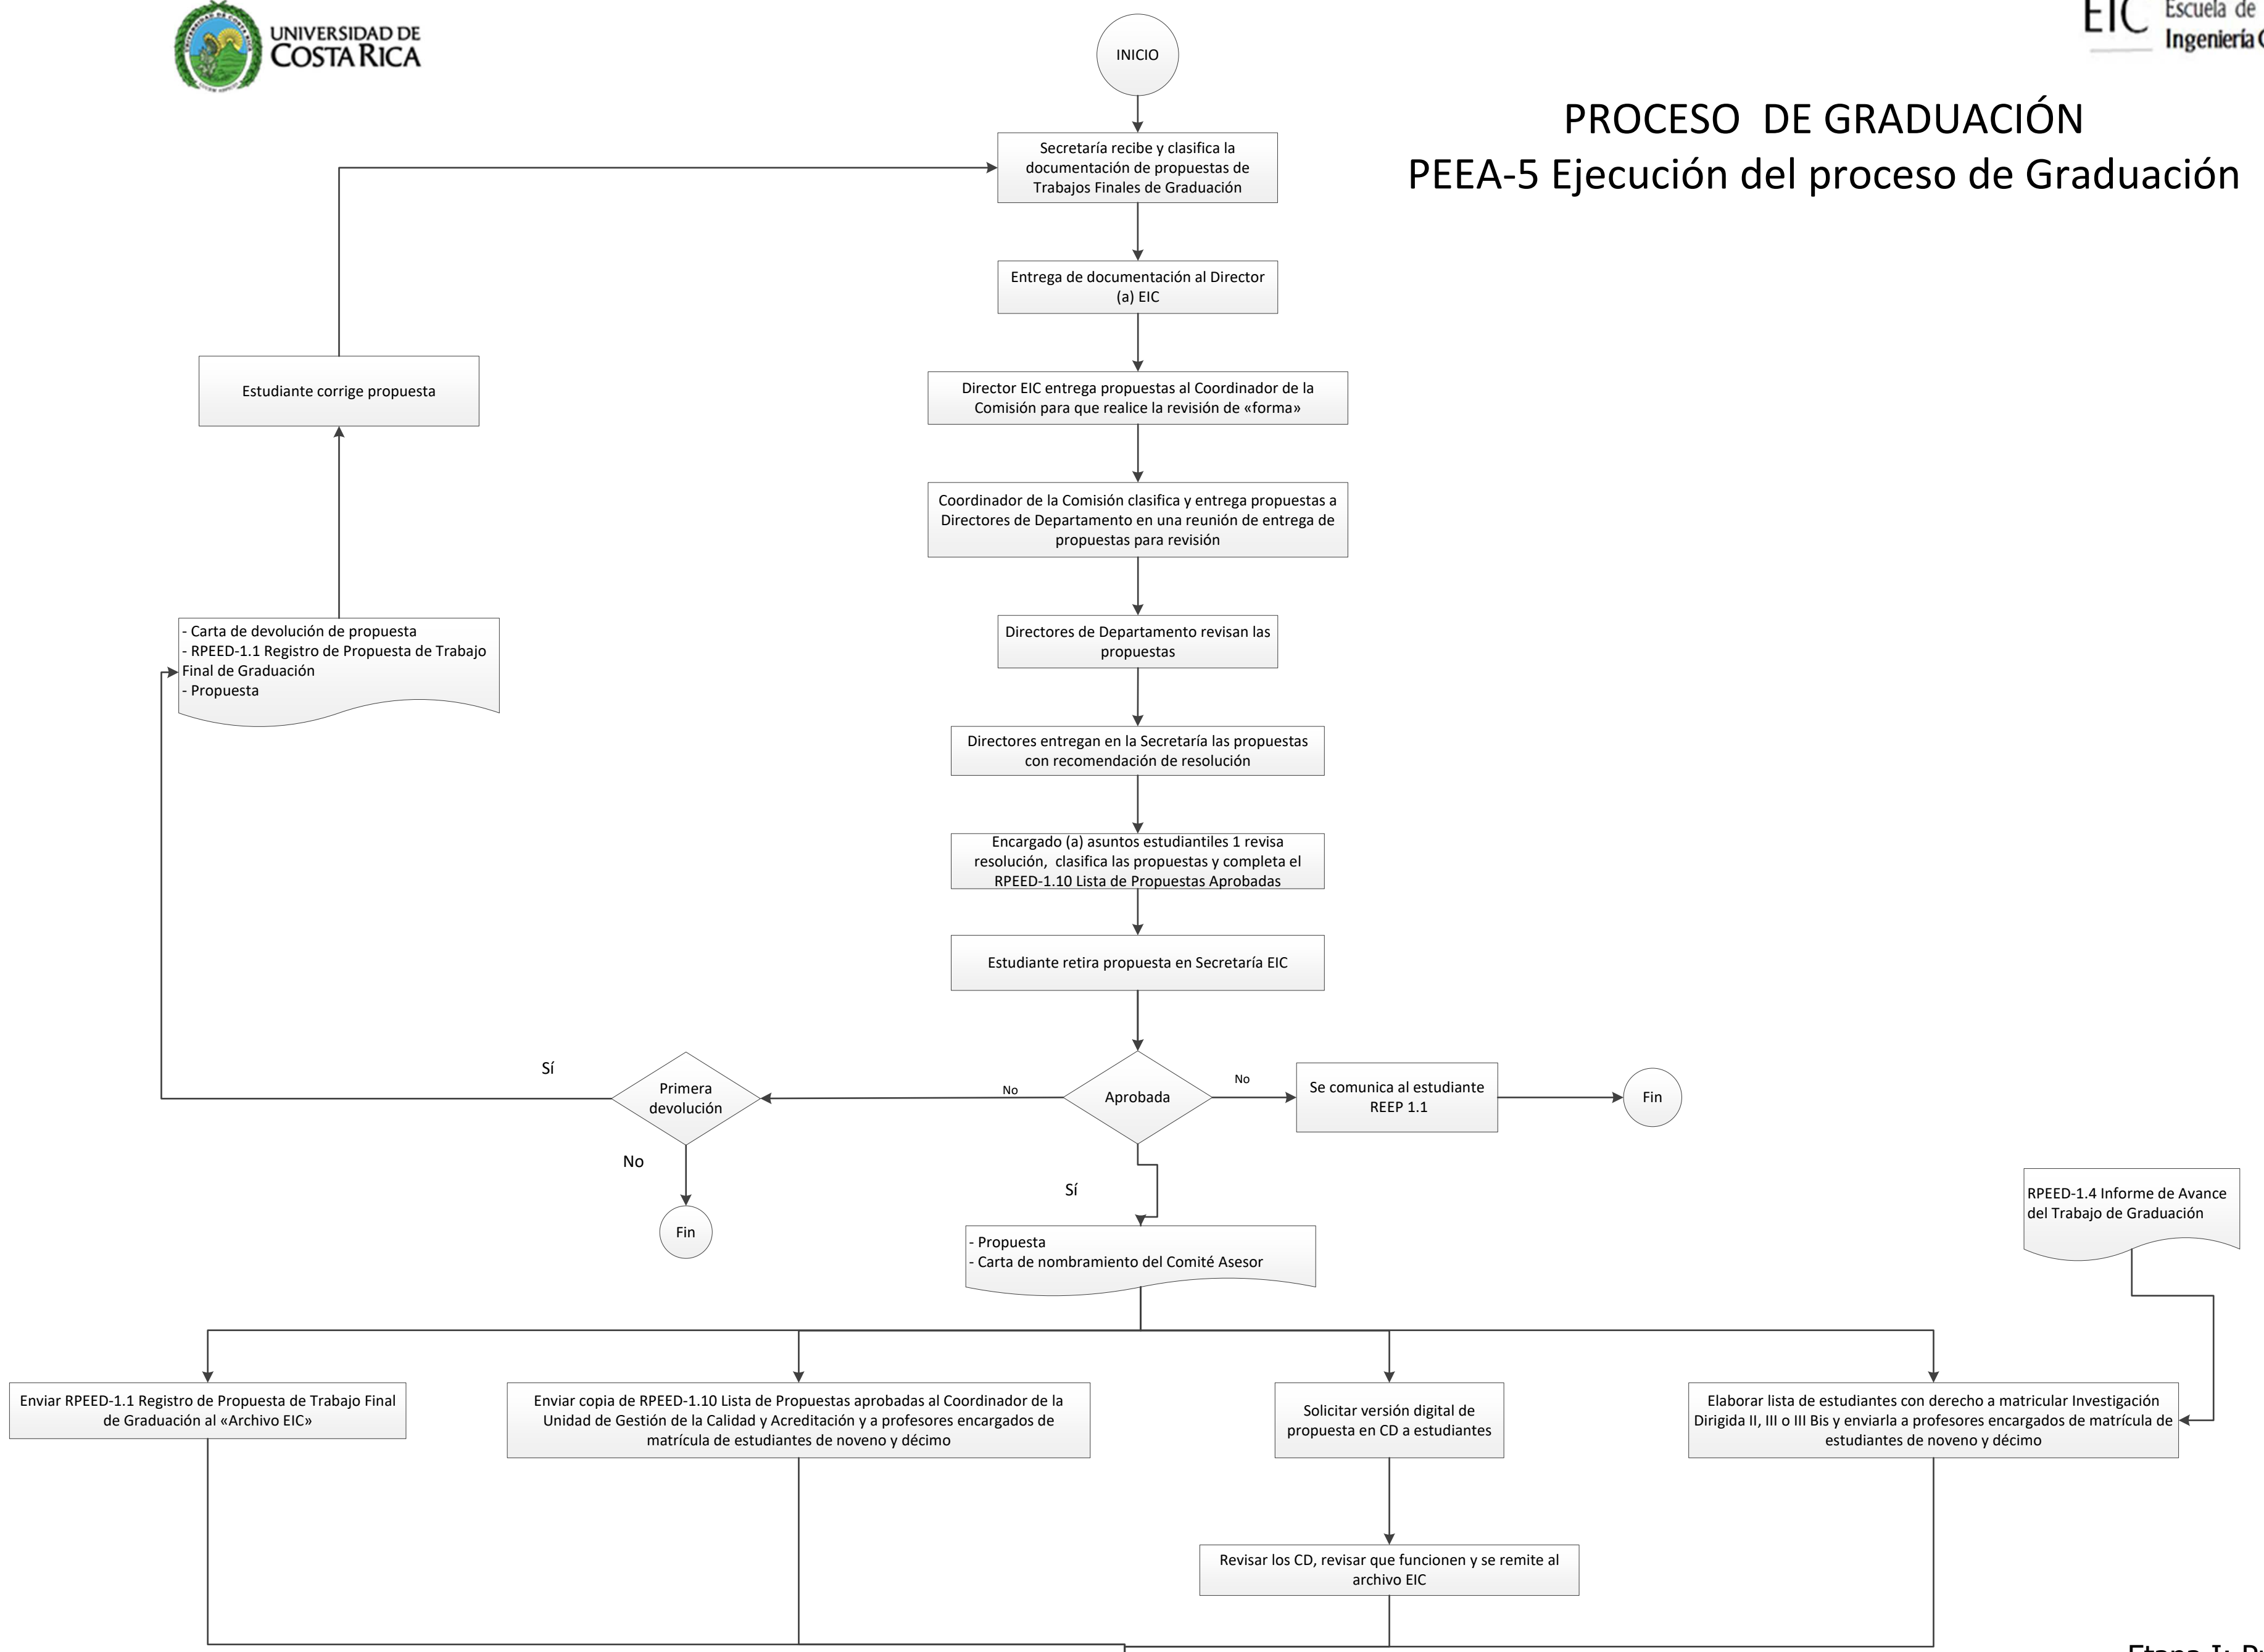 UNIVERSIDAD DE
COSTA RICA
EIC
Escuela de
Ingeniería
PROCESO DE GRADUACIÓN
PEEA-5 Ejecución del proceso de Graduación
INICIO
Secretaría recibe y clasifica la
documentación de propuestas de
Trabajos Finales de Graduación
Entrega de documentación al Director
(a) EIC
Estudiante corrige propuesta
Director EIC entrega propuestas al Coordinador de la
Comisión para que realice la revisión de «forma»
Coordinador de la Comisión clasifica y entrega propuestas a
Directores de Departamento en una reunión de entrega de
propuestas para revisión
- Carta de devolución de propuesta
- RPEED-1.1 Registro de Propuesta de Trabajo
Final de Graduación
- Propuesta
Directores de Departamento revisan las
propuestas
Directores entregan en la Secretaría las propuestas
con recomendación de resolución
Encargado (a) asuntos estudiantiles 1 revisa
resolución, clasifica las propuestas y completa el
RPEED-1.10 Lista de Propuestas Aprobadas
Estudiante retira propuesta en Secretaría EIC
Sí
Primera
devolución
No
Aprobada
No
Se comunica al estudiante
REEP 1.1
Fin
No
Fin
Sí
- Propuesta
- Carta de nombramiento del Comité Asesor
RPEED-1.4 Informe de Avance
del Trabajo de Graduación
Enviar RPEED-1.1 Registro de Propuesta de Trabajo Final
de Graduación al «Archivo EIC»
Enviar copia de RPEED-1.10 Lista de Propuestas aprobadas al Coordinador de la
Unidad de Gestión de la Calidad y Acreditación y a profesores encargados de
matrícula de estudiantes de noveno y décimo
Solicitar versión digital de
propuesta en CD a estudiantes
Elaborar lista de estudiantes con derecho a matricular Investigación
Dirigida II, III o III Bis y enviarla a profesores encargados de matrícula de
estudiantes de noveno y décimo
Revisar los CD, revisar que funcionen y se remite al
archivo EIC
Etapa I: